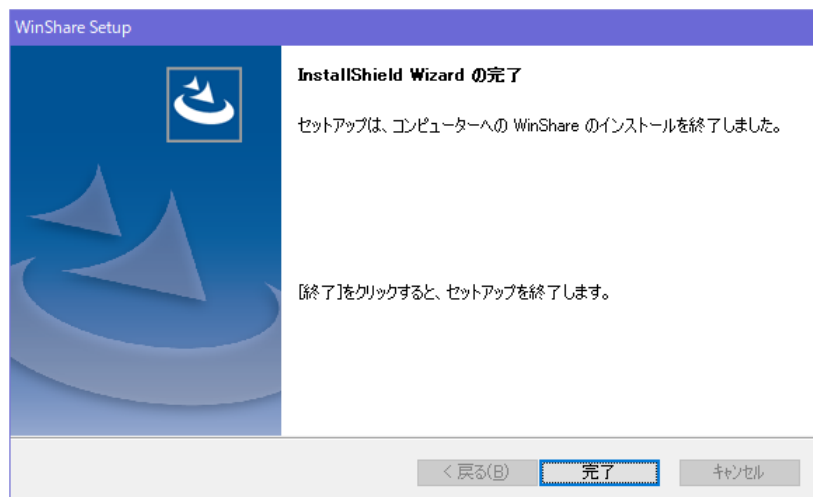 WinShare Setup
InstallShield Wizard の完了
セットアップは、コンピューターへの WinShare のインストールを終了しました。
[終了]をクリックすると、セットアップを終了します。
< 戻る(B)
完了
キャンセル